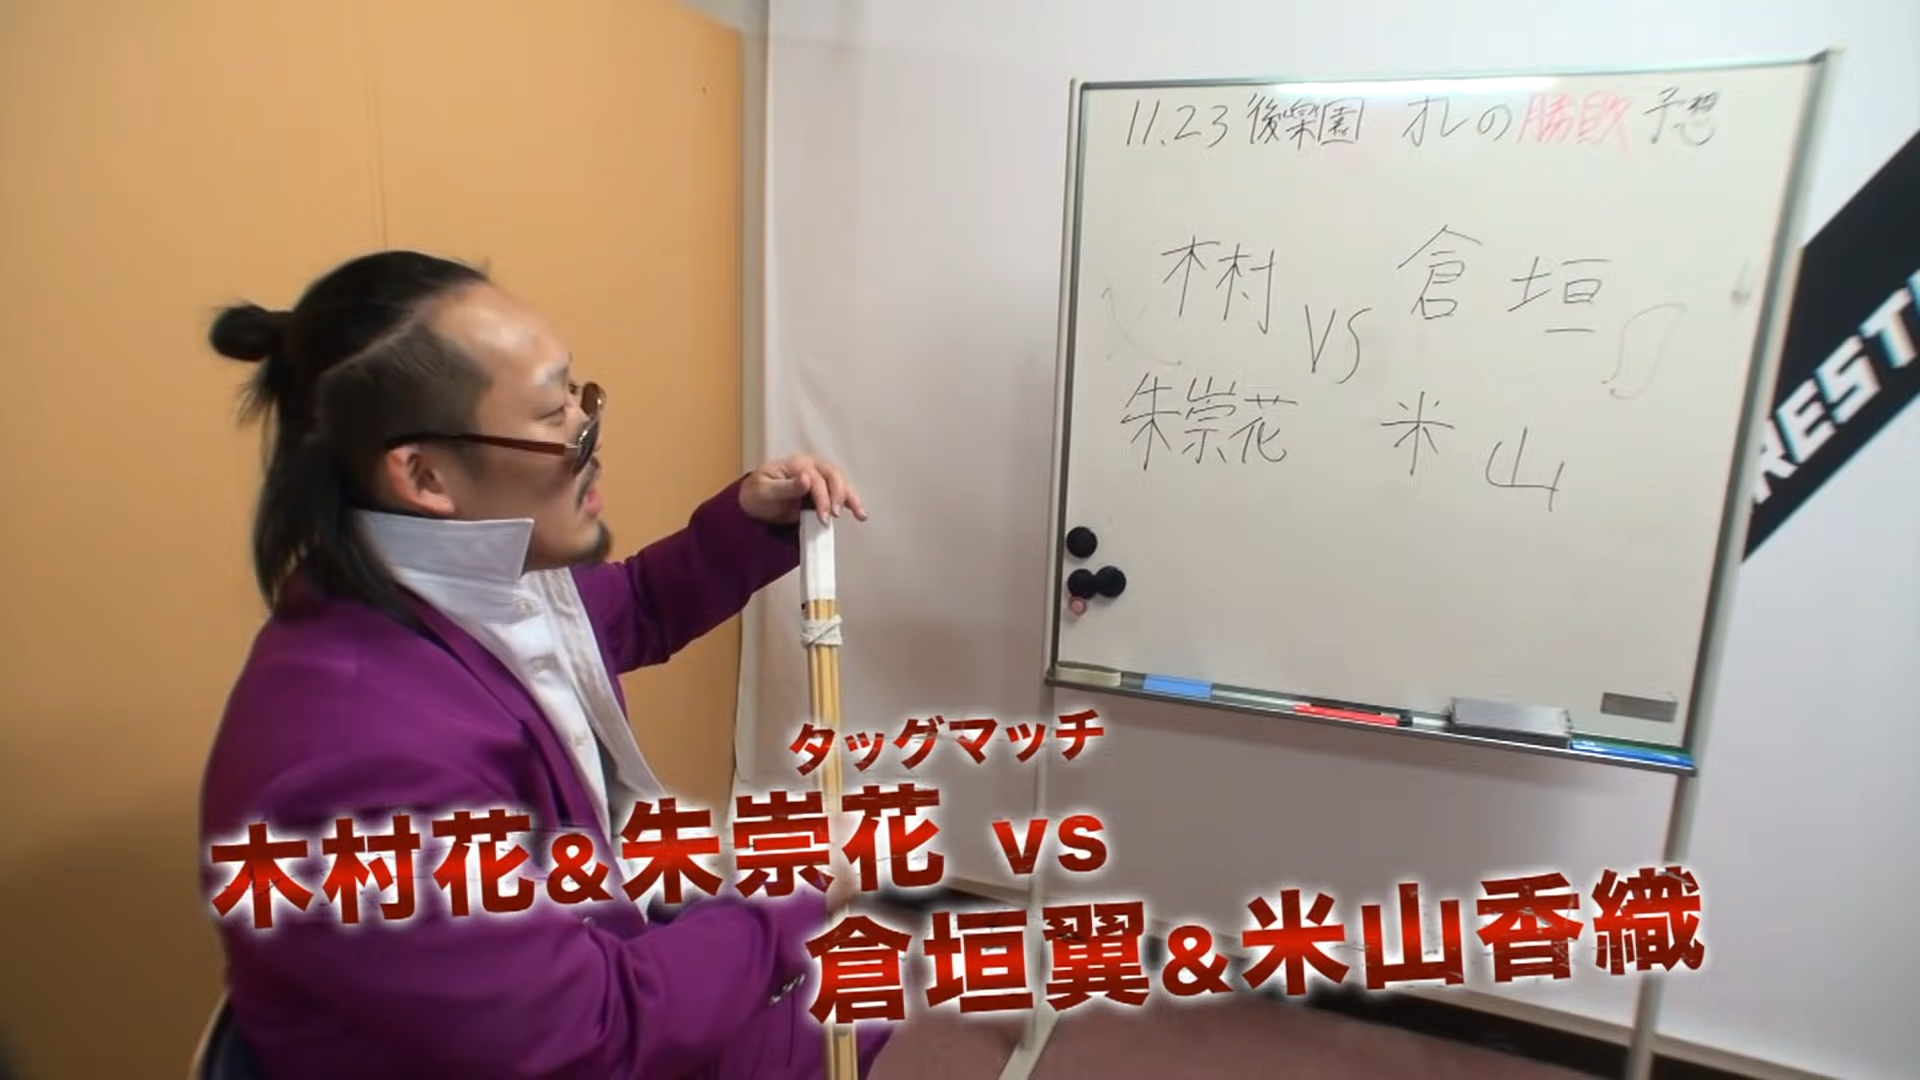 11.23 後楽園 オレの勝敗予想
木村 VS 倉垣
朱崇花 米山
REST
タッグマッチ
木村花&朱崇花 vs
倉垣翼&米山香織